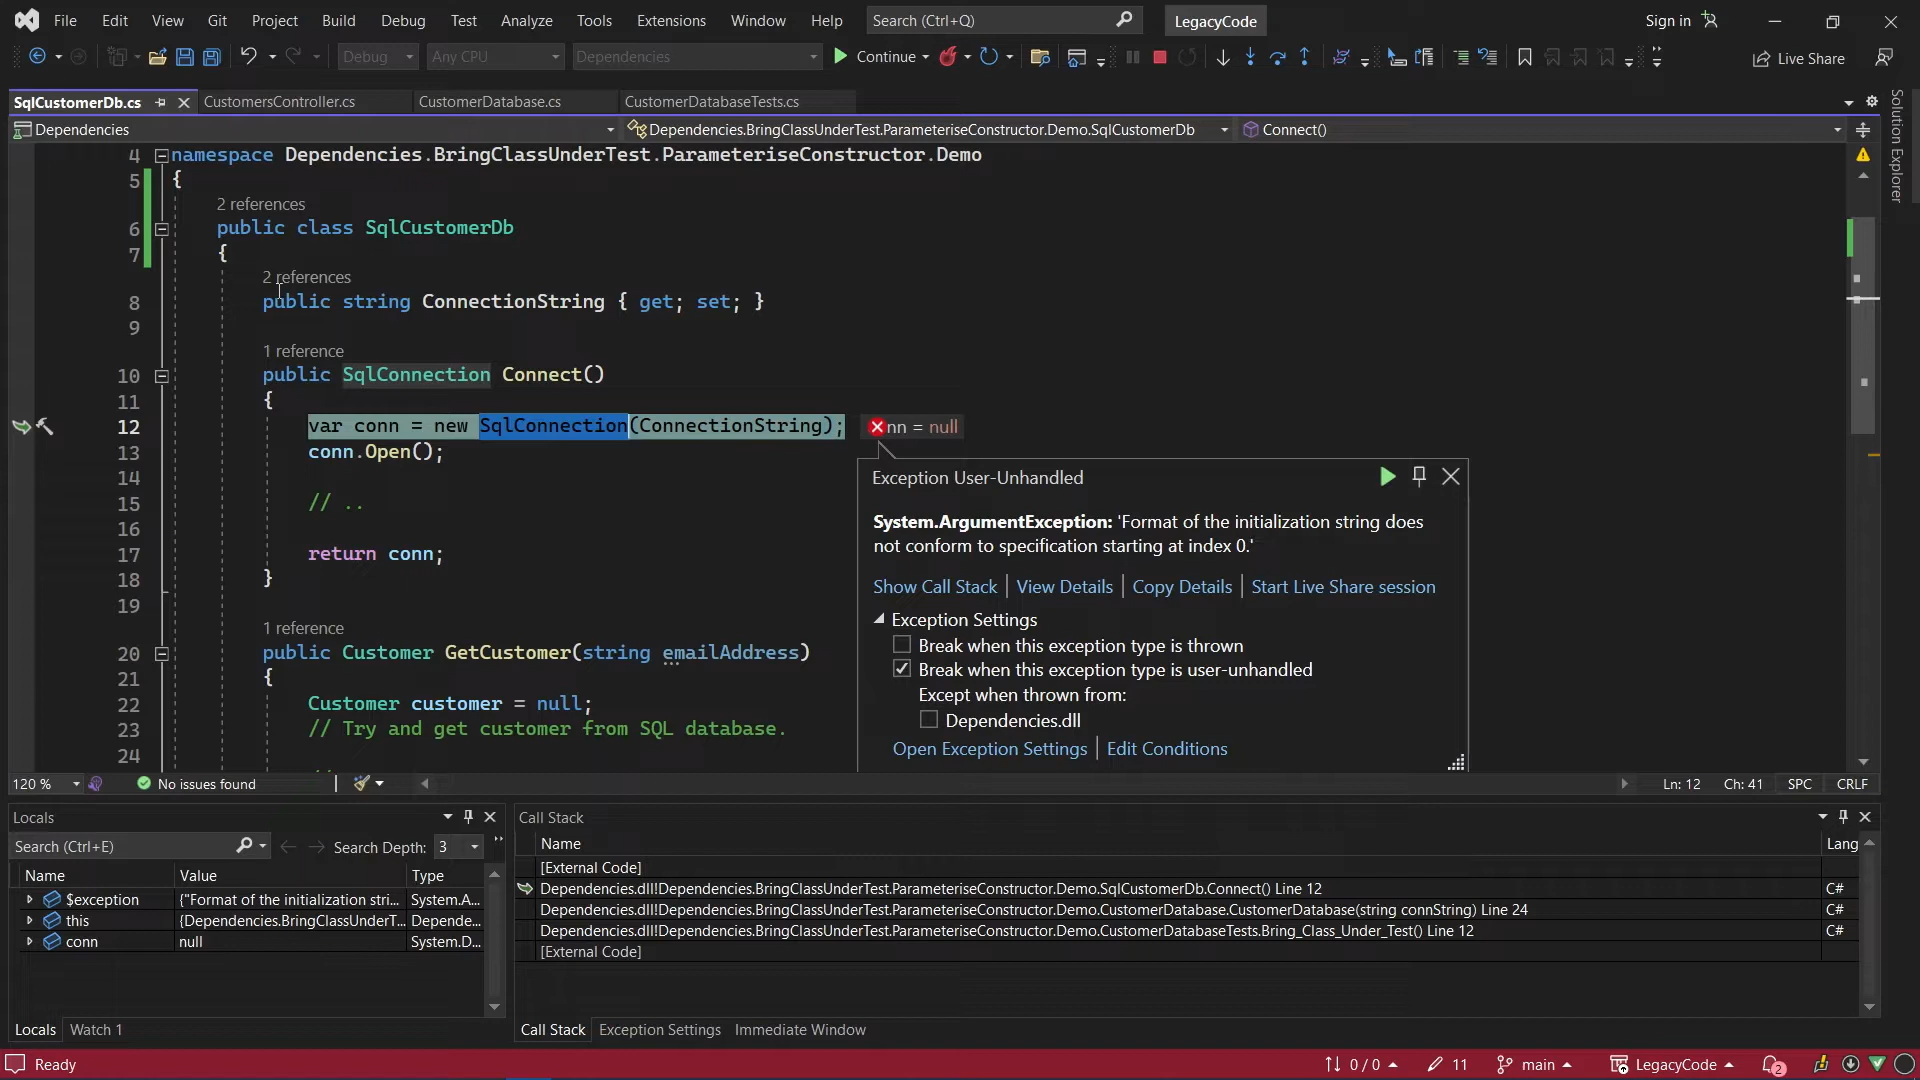 File Edit View Git Project Build Debug Test Analyze Tools Extensions Window Help Search (Ctrl+Q) LegacyCode Sign in
Debug Any CPU Dependencies Continue Live Share
SqlCustomerDb.cs CustomersController.cs CustomerDatabase.cs CustomerDatabaseTests.cs
Dependencies Dependencies.BringClassUnderTest.ParameteriseConstructor.Demo.SqlCustomerDb Connect()
Solution Explorer
4 namespace Dependencies.BringClassUnderTest.ParameteriseConstructor.Demo
5 {
2 references
6 public class SqlCustomerDb
7 {
2 references
8 public string ConnectionString { get; set; }
9
1 reference
10 public SqlConnection Connect()
11 {
12 var conn = new SqlConnection(ConnectionString); nn = null
13 conn.Open();
14
15 // ..
16
17 return conn;
18 }
19
1 reference
20 public Customer GetCustomer(string emailAddress)
21 {
22 Customer customer = null;
23 // Try and get customer from SQL database.
24
Exception User-Unhandled
System.ArgumentException: 'Format of the initialization string does
not conform to specification starting at index 0.'
Show Call Stack | View Details | Copy Details | Start Live Share session
Exception Settings
Break when this exception type is thrown
Break when this exception type is user-unhandled
Except when thrown from:
Dependencies.dll
Open Exception Settings | Edit Conditions
120 % No issues found Ln: 12 Ch: 41 SPC CRLF
Locals
Search (Ctrl+E) Search Depth: 3
Name Value Type
$exception {"Format of the initialization stri... System.A...
this {Dependencies.BringClassUnderT... Depende...
conn null System.D...
Locals Watch 1
Call Stack
Name Lang
[External Code]
Dependencies.dll!Dependencies.BringClassUnderTest.ParameteriseConstructor.Demo.SqlCustomerDb.Connect() Line 12 C#
Dependencies.dll!Dependencies.BringClassUnderTest.ParameteriseConstructor.Demo.CustomerDatabase.CustomerDatabase(string connString) Line 24 C#
Dependencies.dll!Dependencies.BringClassUnderTest.ParameteriseConstructor.Demo.CustomerDatabaseTests.Bring_Class_Under_Test() Line 12 C#
[External Code]
Call Stack Exception Settings Immediate Window
Ready 0 / 0 11 main LegacyCode 2